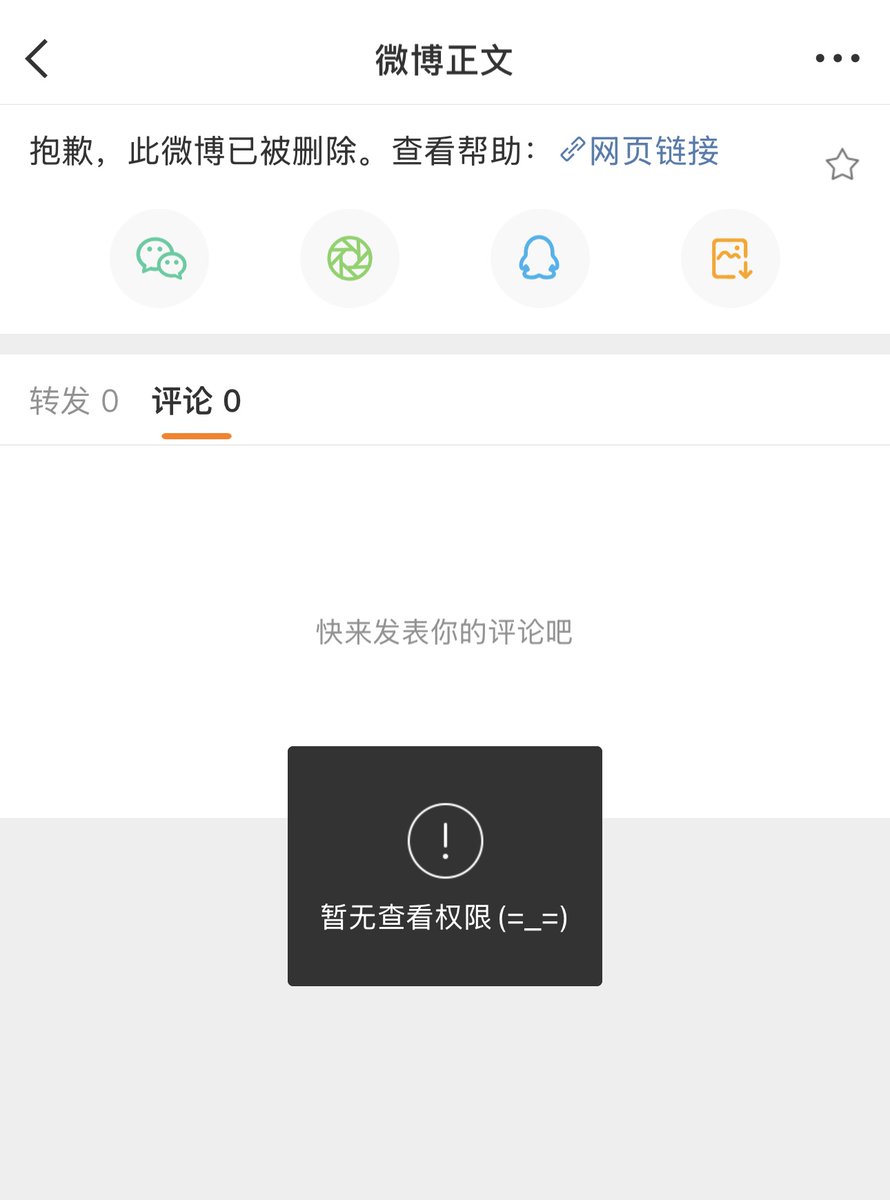 微博正文
抱歉，此微博已被删除。查看帮助：网页链接
转发 0 评论 0
快来发表你的评论吧
暂无查看权限(=_=)